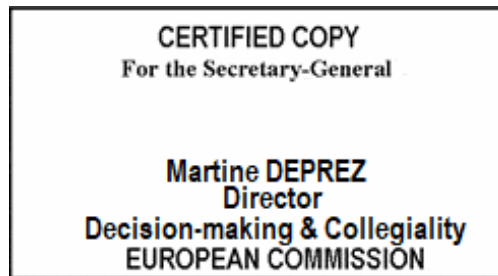 CERTIFIED COPY
For the Secretary-General
Martine DEPREZ
Director
Decision-making & Collegiality
EUROPEAN COMMISSION